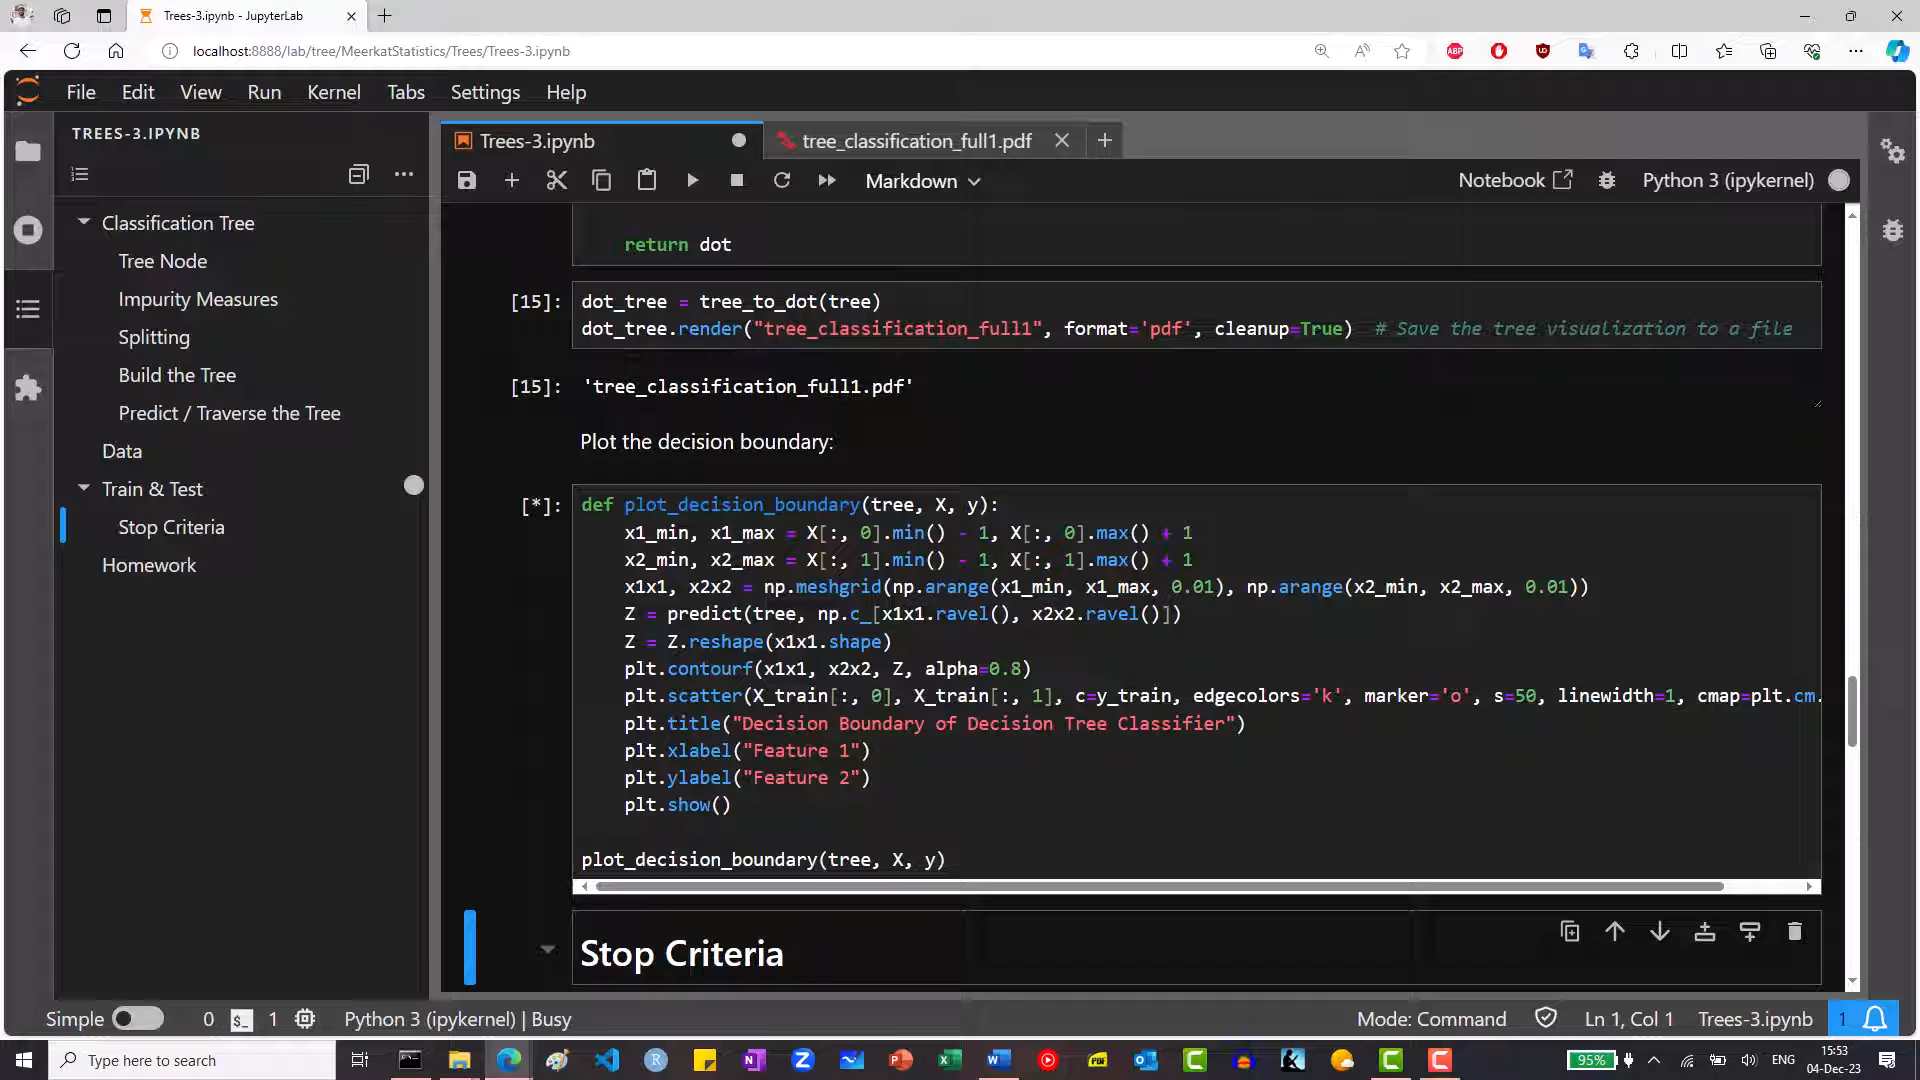 Trees-3.ipynb - JupyterLab
localhost:8888/lab/tree/MeerkatStatistics/Trees/Trees-3.ipynb
File Edit View Run Kernel Tabs Settings Help
TREES-3.IPYNB
Classification Tree
Tree Node
Impurity Measures
Splitting
Build the Tree
Predict / Traverse the Tree
Data
Train & Test
Stop Criteria
Homework
Trees-3.ipynb
tree_classification_full1.pdf
Markdown
Notebook
Python 3 (ipykernel)
return dot
[15]: dot_tree = tree_to_dot(tree)
dot_tree.render("tree_classification_full1", format='pdf', cleanup=True) # Save the tree visualization to a file
[15]: 'tree_classification_full1.pdf'
Plot the decision boundary:
[*]: def plot_decision_boundary(tree, X, y):
x1_min, x1_max = X[:, 0].min() - 1, X[:, 0].max() + 1
x2_min, x2_max = X[:, 1].min() - 1, X[:, 1].max() + 1
x1x1, x2x2 = np.meshgrid(np.arange(x1_min, x1_max, 0.01), np.arange(x2_min, x2_max, 0.01))
Z = predict(tree, np.c_[x1x1.ravel(), x2x2.ravel()])
Z = Z.reshape(x1x1.shape)
plt.contourf(x1x1, x2x2, Z, alpha=0.8)
plt.scatter(X_train[:, 0], X_train[:, 1], c=y_train, edgecolors='k', marker='o', s=50, linewidth=1, cmap=plt.cm.
plt.title("Decision Boundary of Decision Tree Classifier")
plt.xlabel("Feature 1")
plt.ylabel("Feature 2")
plt.show()
plot_decision_boundary(tree, X, y)
Stop Criteria
Simple 0 1 Python 3 (ipykernel) | Busy
Mode: Command Ln 1, Col 1 Trees-3.ipynb 1
Type here to search
95% ENG
15:53
04-Dec-23